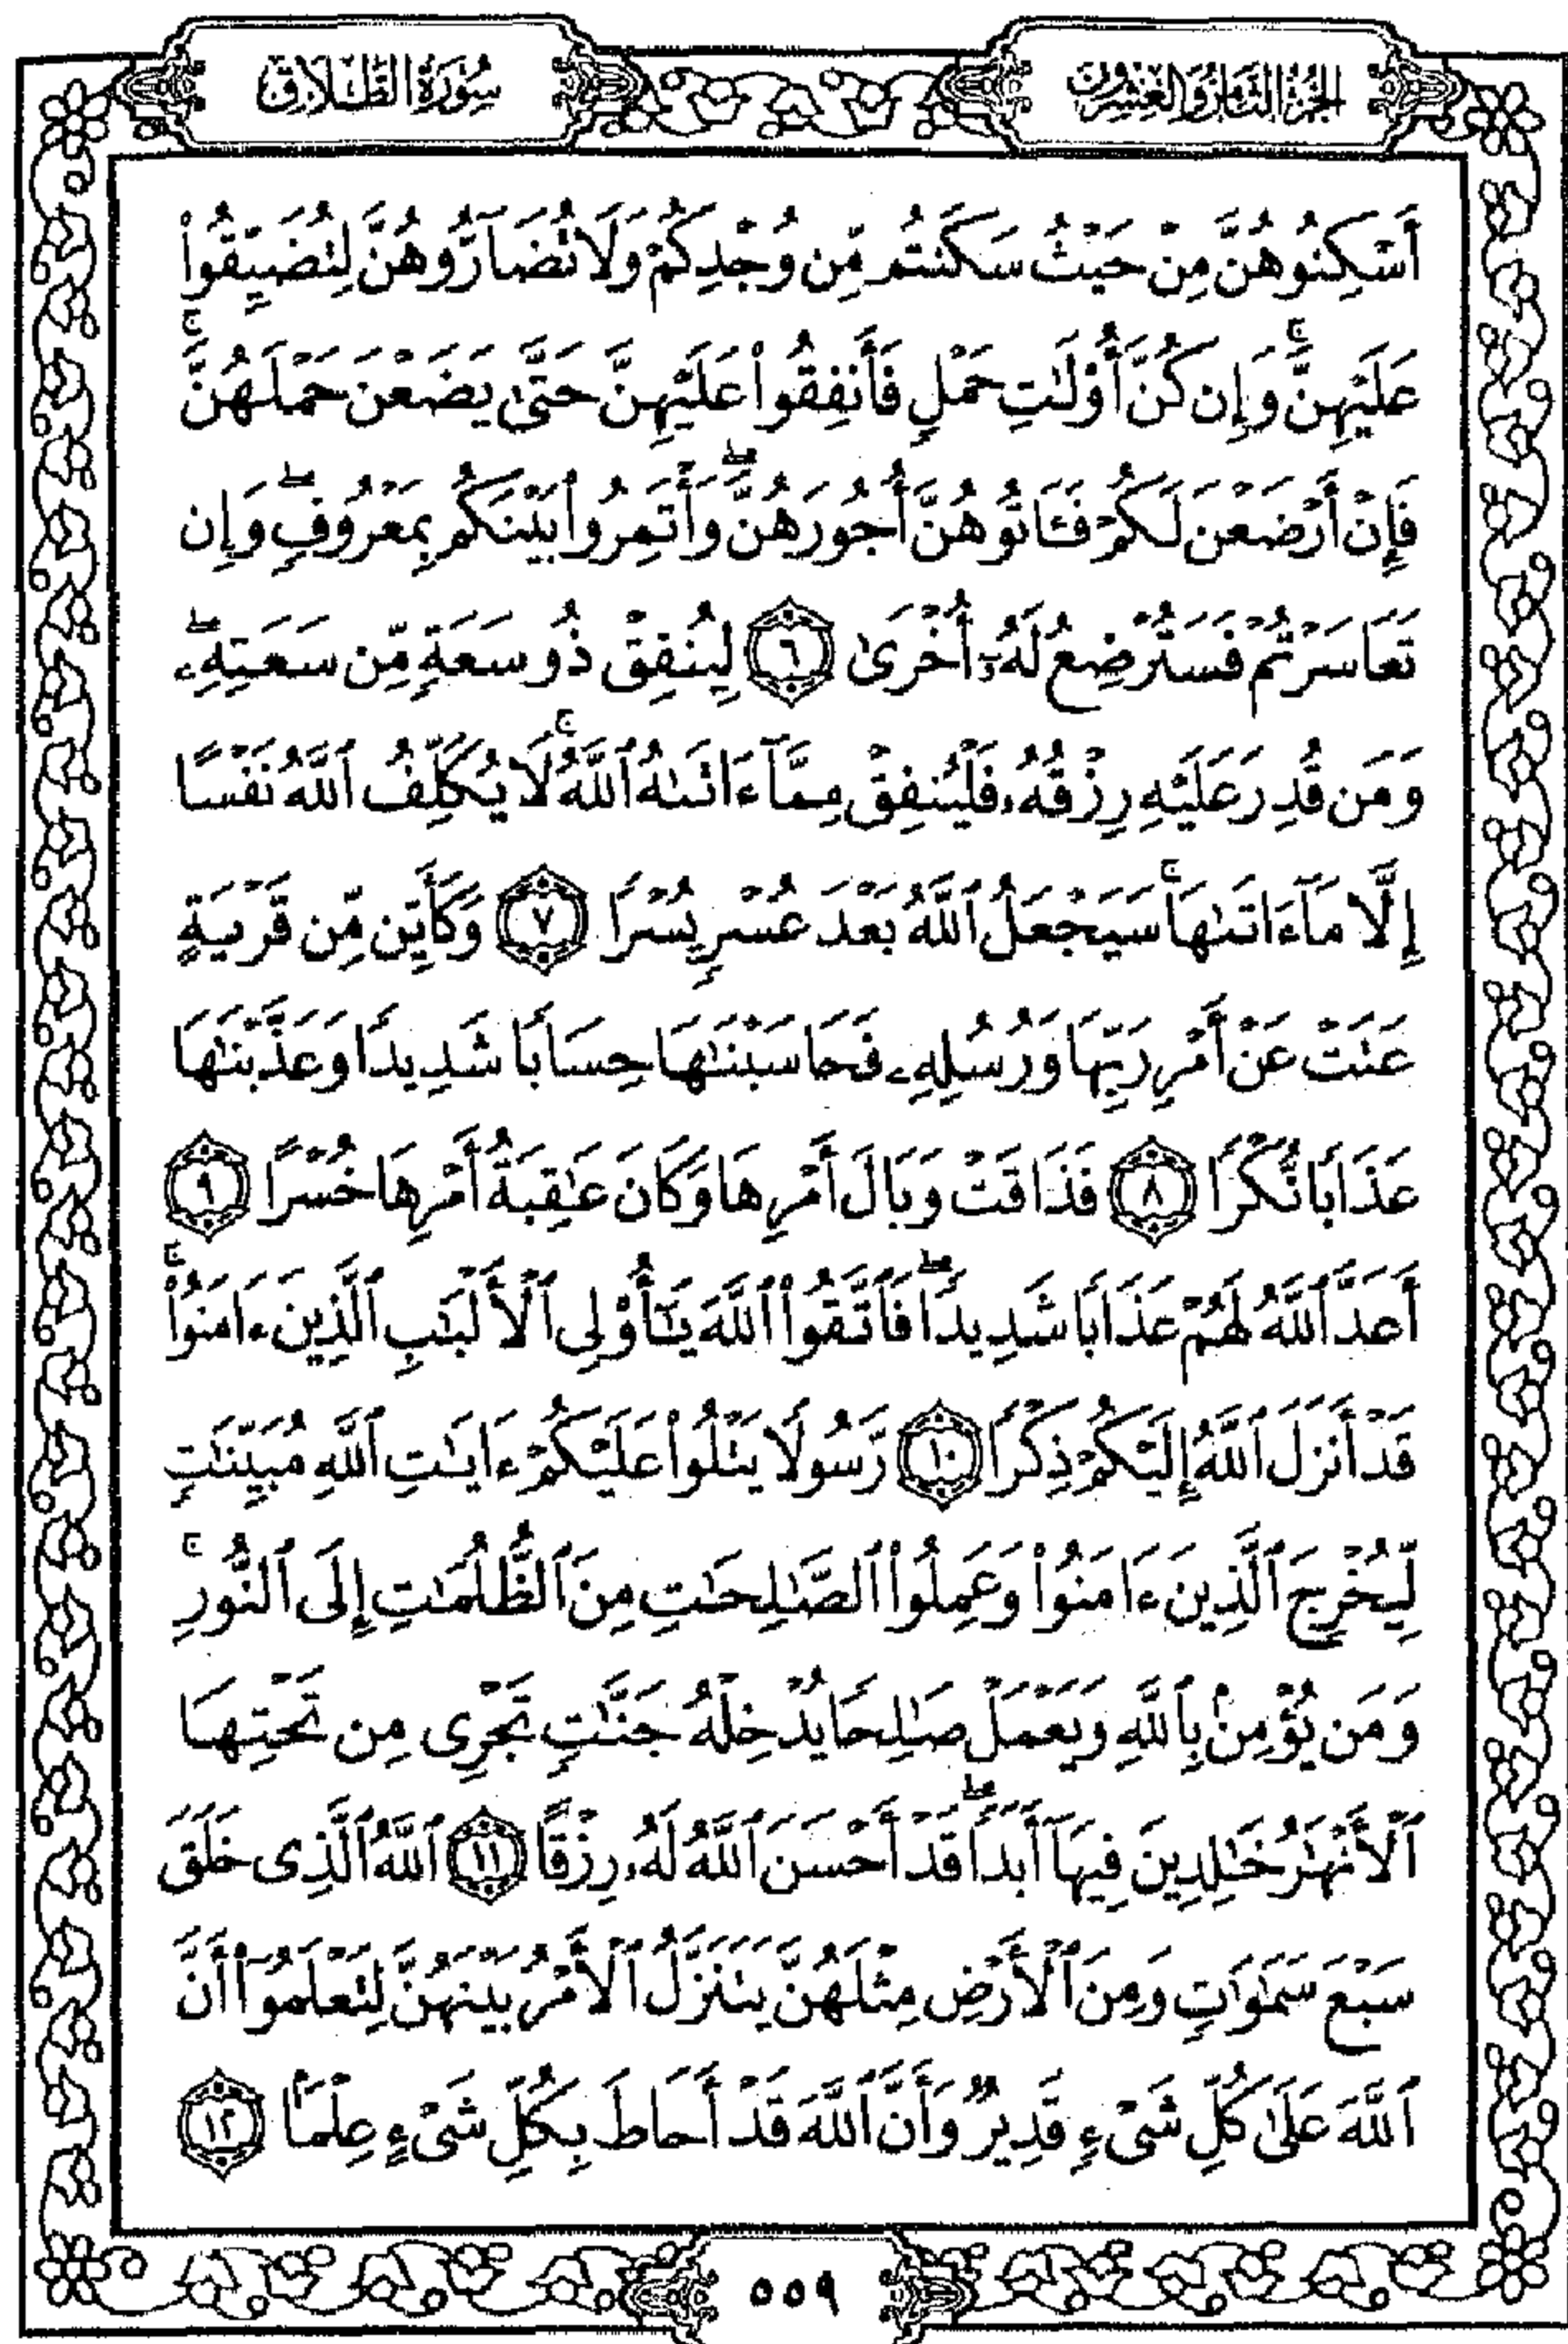 الجزء الثامن والعشرون
سورة الطلاق
أَسۡكِنُوهُنَّ مِنۡ حَيۡثُ سَكَنتُم مِّن وُجۡدِكُمۡ وَلَا تُضَآرُّوهُنَّ لِتُضَيِّقُواْ
عَلَيۡهِنَّۚ وَإِن كُنَّ أُوْلَٰتِ حَمۡلٖ فَأَنفِقُواْ عَلَيۡهِنَّ حَتَّىٰ يَضَعۡنَ حَمۡلَهُنَّۚ
فَإِنۡ أَرۡضَعۡنَ لَكُمۡ فَـَٔاتُوهُنَّ أُجُورَهُنَّۖ وَأۡتَمِرُواْ بَيۡنَكُم بِمَعۡرُوفٖۖ وَإِن
تَعَاسَرۡتُمۡ فَسَتُرۡضِعُ لَهُۥٓ أُخۡرَىٰ ٦ لِيُنفِقۡ ذُو سَعَةٖ مِّن سَعَتِهِۦۖ
وَمَن قُدِرَ عَلَيۡهِ رِزۡقُهُۥ فَلۡيُنفِقۡ مِمَّآ ءَاتَىٰهُ ٱللَّهُۚ لَا يُكَلِّفُ ٱللَّهُ نَفۡسًا
إِلَّا مَآ ءَاتَىٰهَاۚ سَيَجۡعَلُ ٱللَّهُ بَعۡدَ عُسۡرٖ يُسۡرٗا ٧ وَكَأَيِّن مِّن قَرۡيَةٍ
عَتَتۡ عَنۡ أَمۡرِ رَبِّهَا وَرُسُلِهِۦ فَحَاسَبۡنَٰهَا حِسَابٗا شَدِيدٗا وَعَذَّبۡنَٰهَا
عَذَابٗا نُّكۡرٗا ٨ فَذَاقَتۡ وَبَالَ أَمۡرِهَا وَكَانَ عَٰقِبَةُ أَمۡرِهَا خُسۡرًا ٩
أَعَدَّ ٱللَّهُ لَهُمۡ عَذَابٗا شَدِيدٗاۖ فَٱتَّقُواْ ٱللَّهَ يَٰٓأُوْلِي ٱلۡأَلۡبَٰبِ ٱلَّذِينَ ءَامَنُواْۚ
قَدۡ أَنزَلَ ٱللَّهُ إِلَيۡكُمۡ ذِكۡرٗا ١٠ رَّسُولٗا يَتۡلُواْ عَلَيۡكُمۡ ءَايَٰتِ ٱللَّهِ مُبَيِّنَٰتٖ
لِّيُخۡرِجَ ٱلَّذِينَ ءَامَنُواْ وَعَمِلُواْ ٱلصَّٰلِحَٰتِ مِنَ ٱلظُّلُمَٰتِ إِلَى ٱلنُّورِۚ
وَمَن يُؤۡمِنۢ بِٱللَّهِ وَيَعۡمَلۡ صَٰلِحٗا يُدۡخِلۡهُ جَنَّٰتٖ تَجۡرِي مِن تَحۡتِهَا
ٱلۡأَنۡهَٰرُ خَٰلِدِينَ فِيهَآ أَبَدٗاۖ قَدۡ أَحۡسَنَ ٱللَّهُ لَهُۥ رِزۡقًا ١١ ٱللَّهُ ٱلَّذِي خَلَقَ
سَبۡعَ سَمَٰوَٰتٖ وَمِنَ ٱلۡأَرۡضِ مِثۡلَهُنَّ يَتَنَزَّلُ ٱلۡأَمۡرُ بَيۡنَهُنَّ لِتَعۡلَمُوٓاْ أَنَّ
ٱللَّهَ عَلَىٰ كُلِّ شَيۡءٖ قَدِيرٞ وَأَنَّ ٱللَّهَ قَدۡ أَحَاطَ بِكُلِّ شَيۡءٍ عِلۡمَۢا ١٢
٥٥٩